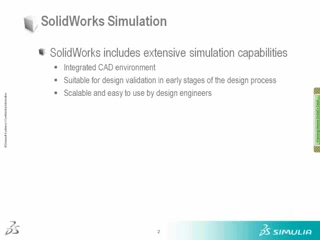 SolidWorks Simulation
SolidWorks includes extensive simulation capabilities
Integrated CAD environment
Suitable for design validation in early stages of the design process
Scalable and easy to use by design engineers
2
SIMULIA